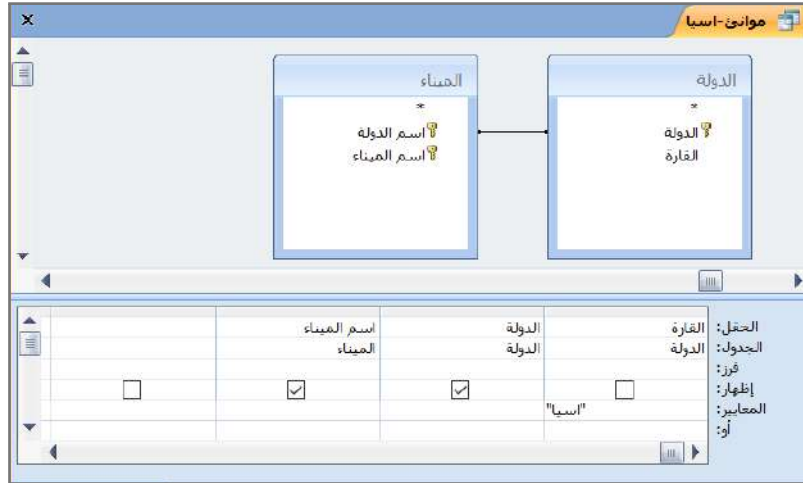 موانئ-اسيا
الدولة
*
الدولة
القارة
الميناء
*
اسم الدولة
اسم الميناء
الحقل: القارة الدولة اسم الميناء
الجدول: الدولة الدولة الميناء
فرز:
إظهار:
المعايير: "اسيا"
أو: